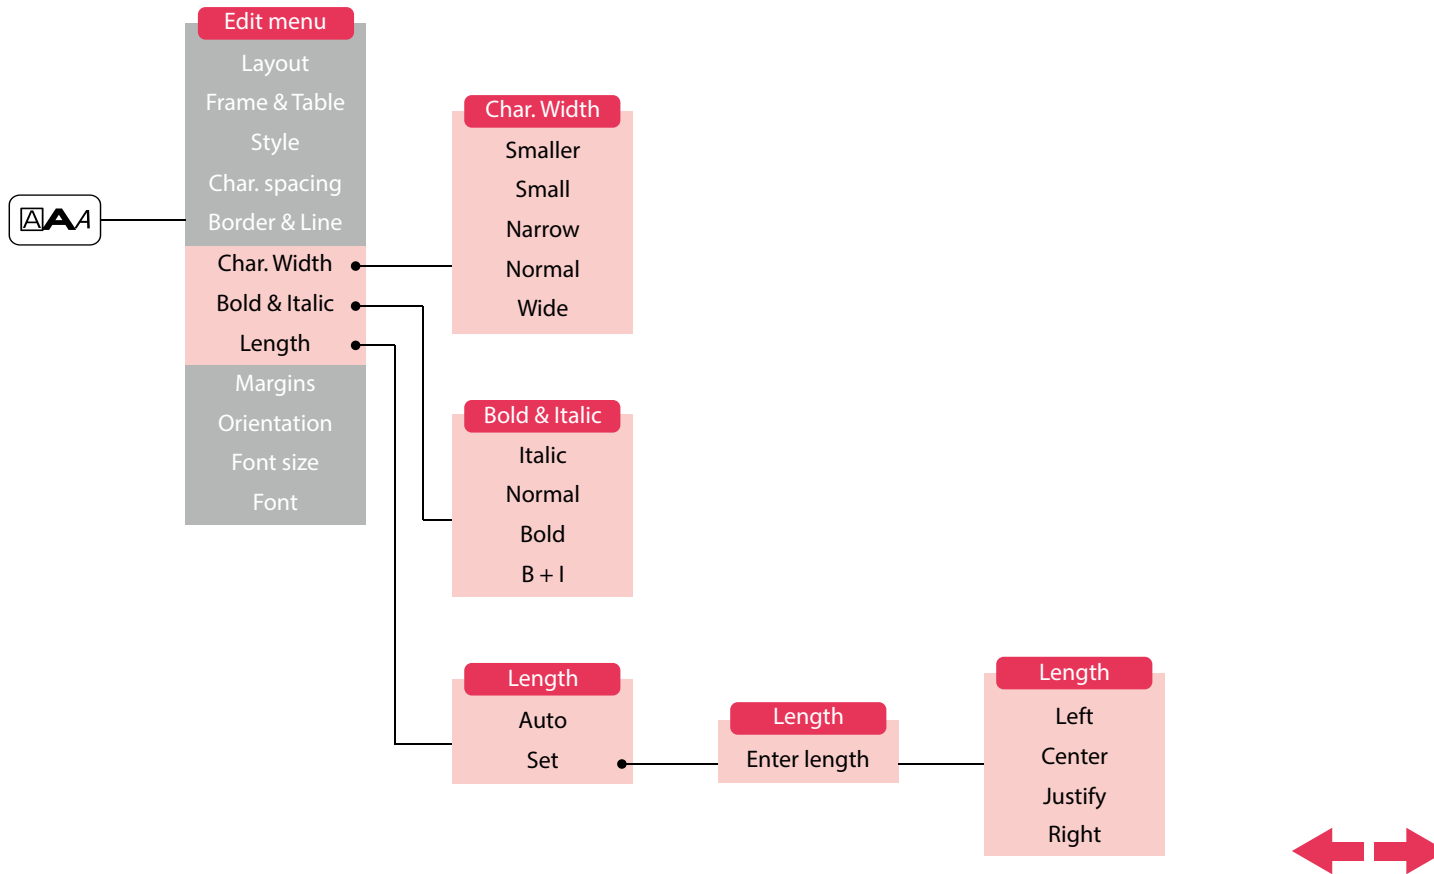 Edit menu
Layout
Frame & Table
Style
Char. spacing
Border & Line
Char. Width
Bold & Italic
Length
Margins
Orientation
Font size
Font
AAA
Char. Width
Smaller
Small
Narrow
Normal
Wide
Bold & Italic
Italic
Normal
Bold
B + I
Length
Auto
Set
Length
Enter length
Length
Left
Center
Justify
Right